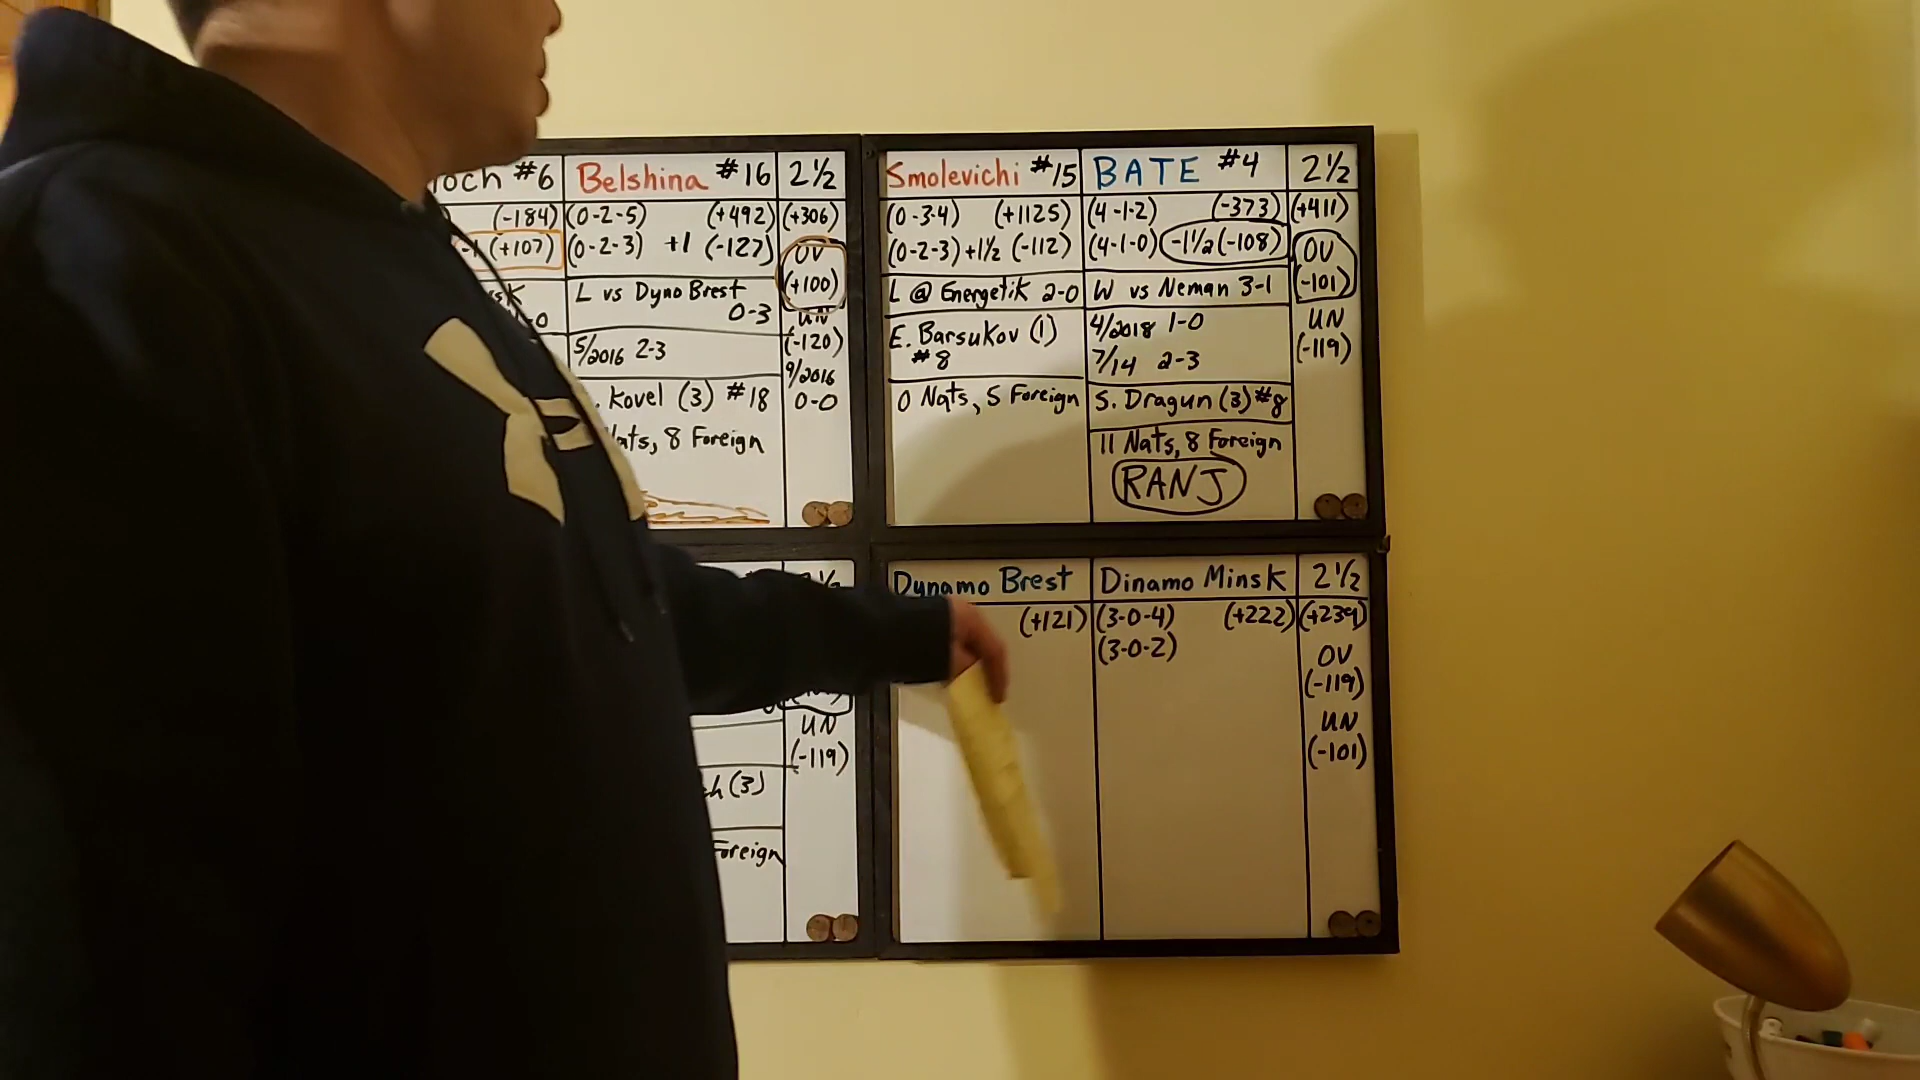 och #6 Belshina #16 2½
(-184) (0-2-5) (+492) (+306)
-1 (+107) (0-2-3) +1 (-127) OV
(+100)
L vs Dyno Brest
0-3
UN
(-120)
5/2016 2-3
9/2016
0-0
Kovel (3) #18
Nats, 8 Foreign
Smolevichi #15 BATE #4 2½
(0-3-4) (+1125) (4-1-2) (-373) (+411)
(0-2-3) +1½ (-112) (4-1-0) -1½ (-108) OV
(-101)
L @ Energetik 2-0 W vs Neman 3-1
UN
(-119)
E. Barsukov (1)
#8
4/2018 1-0
7/14 2-3
0 Nats, 5 Foreign S. Dragun (3) #8
11 Nats, 8 Foreign
RANJ
UN
(-119)
ch (3)
Foreign
Dynamo Brest Dinamo Minsk 2½
(+121) (3-0-4) (+222) (+239)
(3-0-2) OV
(-119)
UN
(-101)